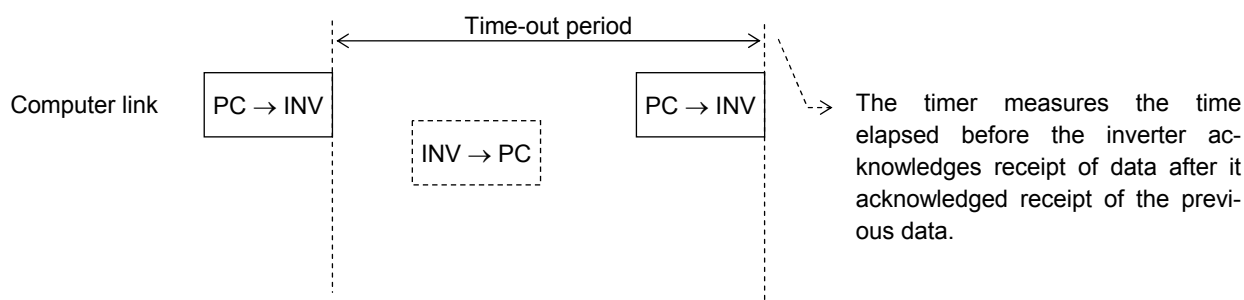 Time-out period
Computer link
PC → INV
PC → INV
INV → PC
The timer measures the time
elapsed before the inverter ac-
knowledges receipt of data after it
acknowledged receipt of the previ-
ous data.